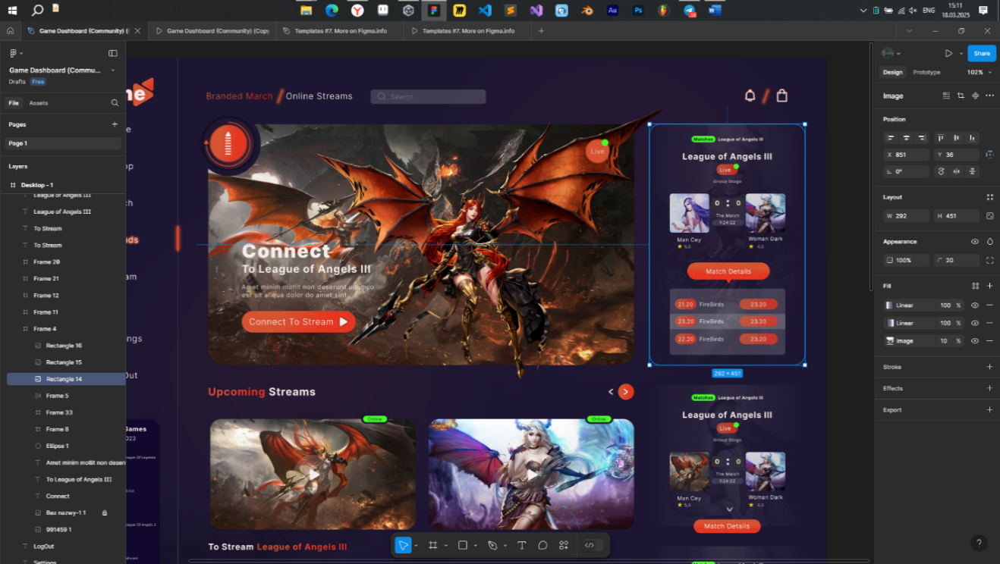 15:11
ENG
18.03.2025
Game Dashboard (Community) (
Game Dashboard (Community) (Copy
Templates #7. More on Figma.info
Templates #7. More on Figma.info
Game Dashboard (Commu...
Drafts Free
File Assets
Pages
Page 1
Layers
Desktop - 1
League of Angels III
League of Angels III
To Stream
To Stream
Frame 20
Frame 21
Frame 12
Frame 11
Frame 4
Rectangle 16
Rectangle 15
Rectangle 14
Frame 5
Frame 33
Frame 8
Ellipse 1
Amet minim mollit non deser
To League of Angels III
Connect
Bez nazwy-1 1
991459 1
LogOut
Settings
Branded March / Online Streams
Search
Live
Connect
To League of Angels III
Amet minim mollit non deserunt ullamco
est sit aliqua dolor do amet sint.
Connect To Stream
Matches League of Angels III
League of Angels III
Live
Group Stage
0 : 0
The Match
1:24:22
Man Cey
Woman Dark
5,0
4,0
Match Details
21.20 FireBirds 23.20
23.20 FireBirds 23.20
22.20 FireBirds 23.20
292 × 451
Upcoming Streams
Online
Online
To Stream League of Angels III
Matches League of Angels III
League of Angels III
Live
Group Stage
0 : 0
The Match
1:24:22
Man Cey
Woman Dark
5,0
4,0
Match Details
Share
Design Prototype 102%
Image
Position
X 851 Y 36
0°
Layout
W 292 H 451
Appearance
100% 20
Fill
Linear 100 %
Linear 100 %
Image 10 %
Stroke
Effects
Export
?